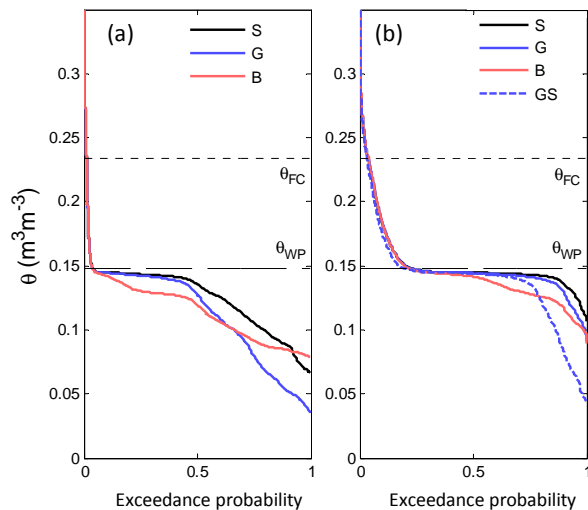 (a)
S
G
B
(b)
S
G
B
GS
θFC
θFC
θWP
θWP
θ (m³m⁻³)
0.3
0.25
0.2
0.15
0.1
0.05
0
0
0.5
1
0
0.5
1
Exceedance probability
Exceedance probability